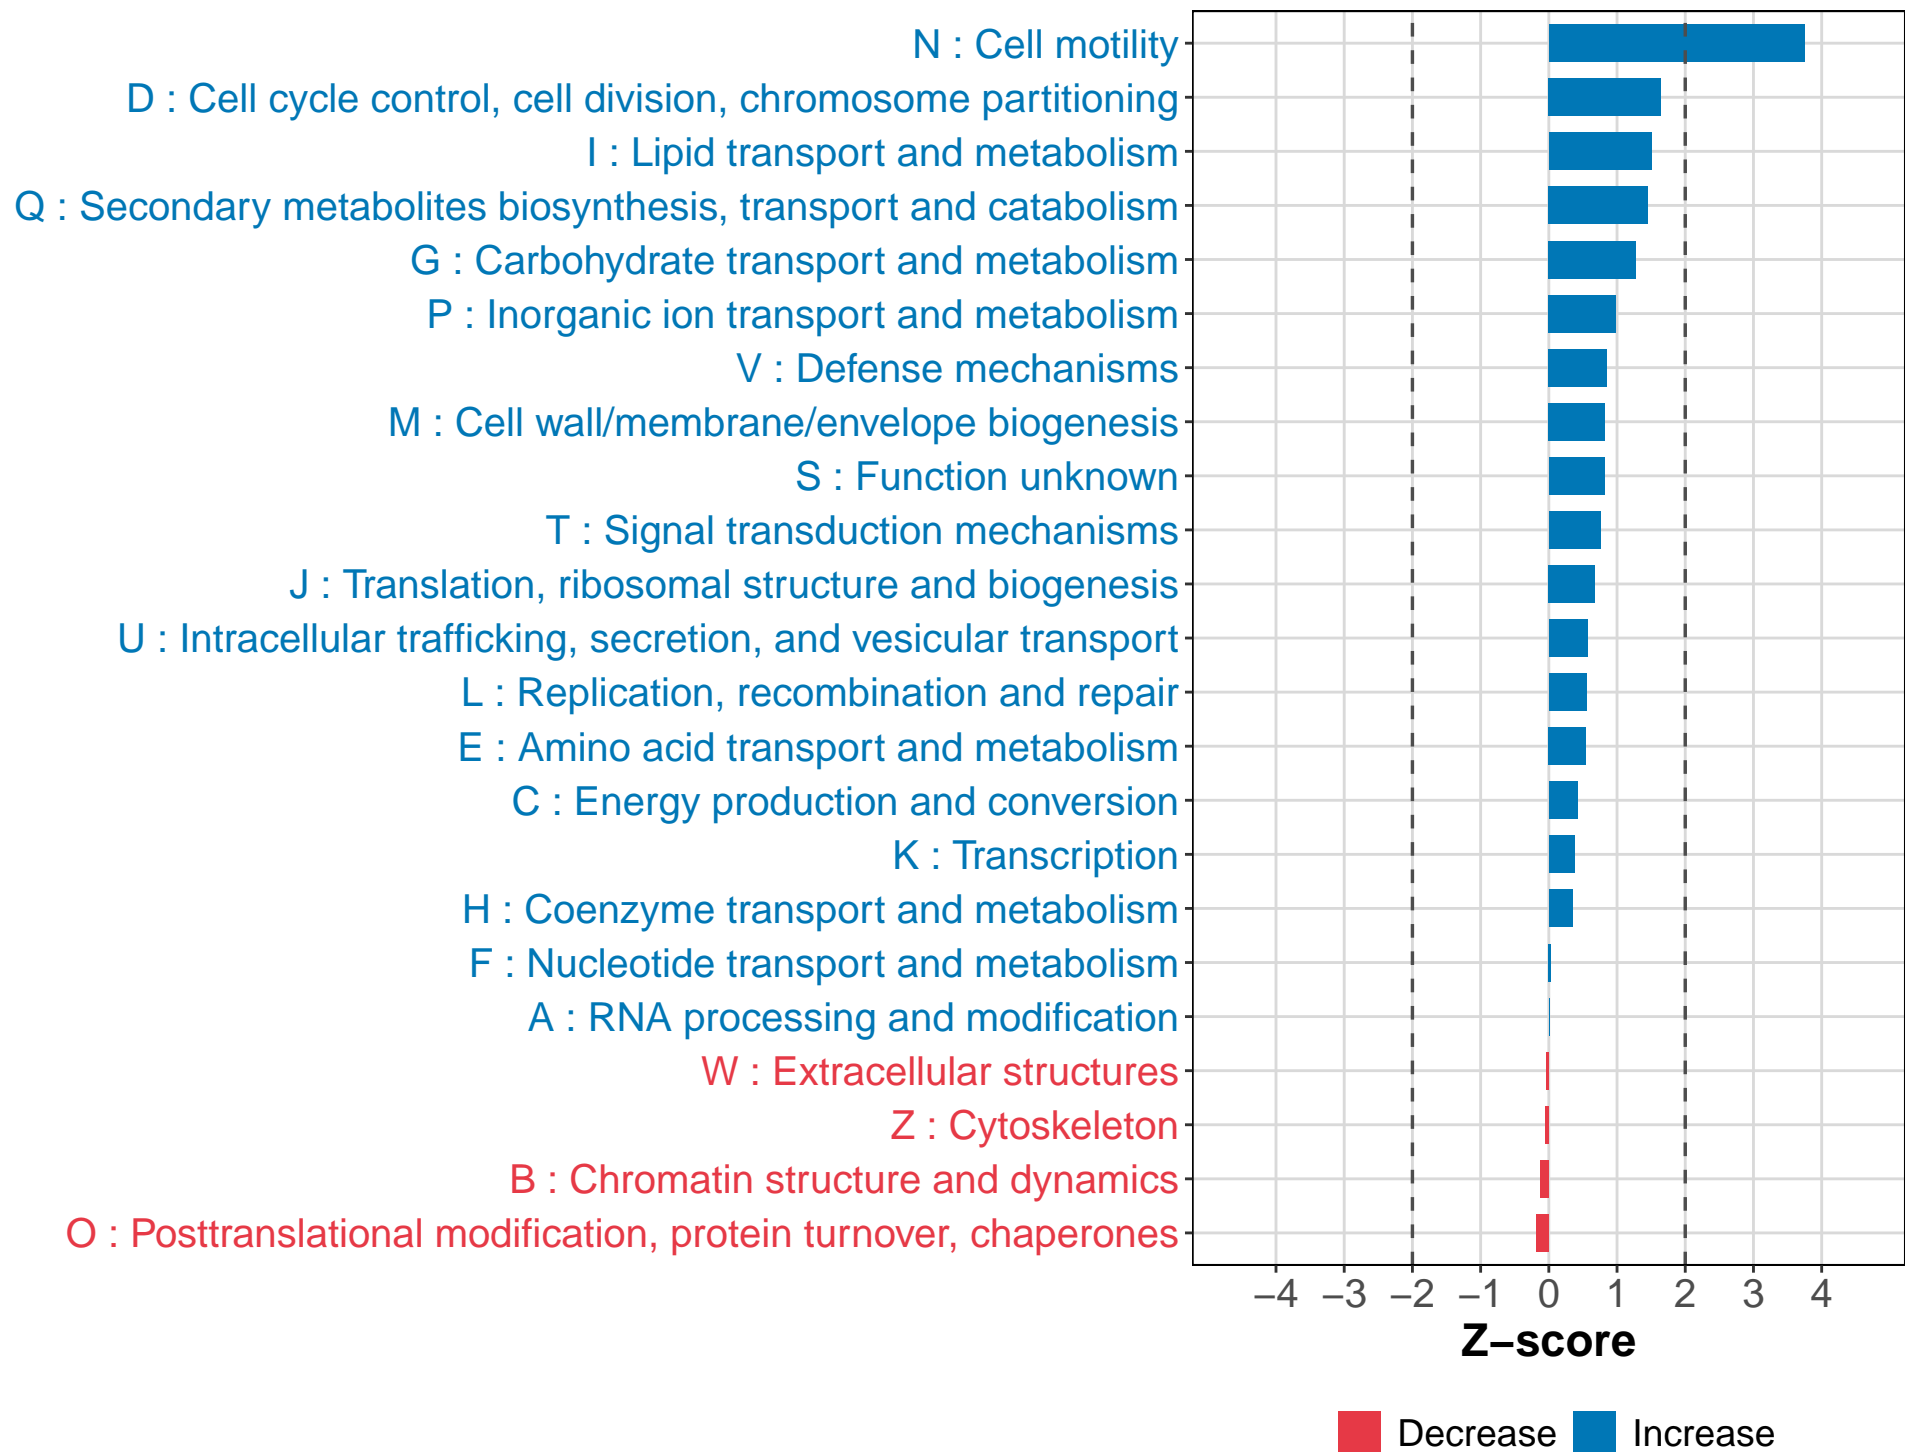 N : Cell motility
D : Cell cycle control, cell division, chromosome partitioning
I : Lipid transport and metabolism
Q : Secondary metabolites biosynthesis, transport and catabolism
G : Carbohydrate transport and metabolism
P : Inorganic ion transport and metabolism
V : Defense mechanisms
M : Cell wall/membrane/envelope biogenesis
S : Function unknown
T : Signal transduction mechanisms
J : Translation, ribosomal structure and biogenesis
U : Intracellular trafficking, secretion, and vesicular transport
L : Replication, recombination and repair
E : Amino acid transport and metabolism
C : Energy production and conversion
K : Transcription
H : Coenzyme transport and metabolism
F : Nucleotide transport and metabolism
A : RNA processing and modification
W : Extracellular structures
Z : Cytoskeleton
B : Chromatin structure and dynamics
O : Posttranslational modification, protein turnover, chaperones
−4 −3 −2 −1 0 1 2 3 4
Z−score
Decrease Increase